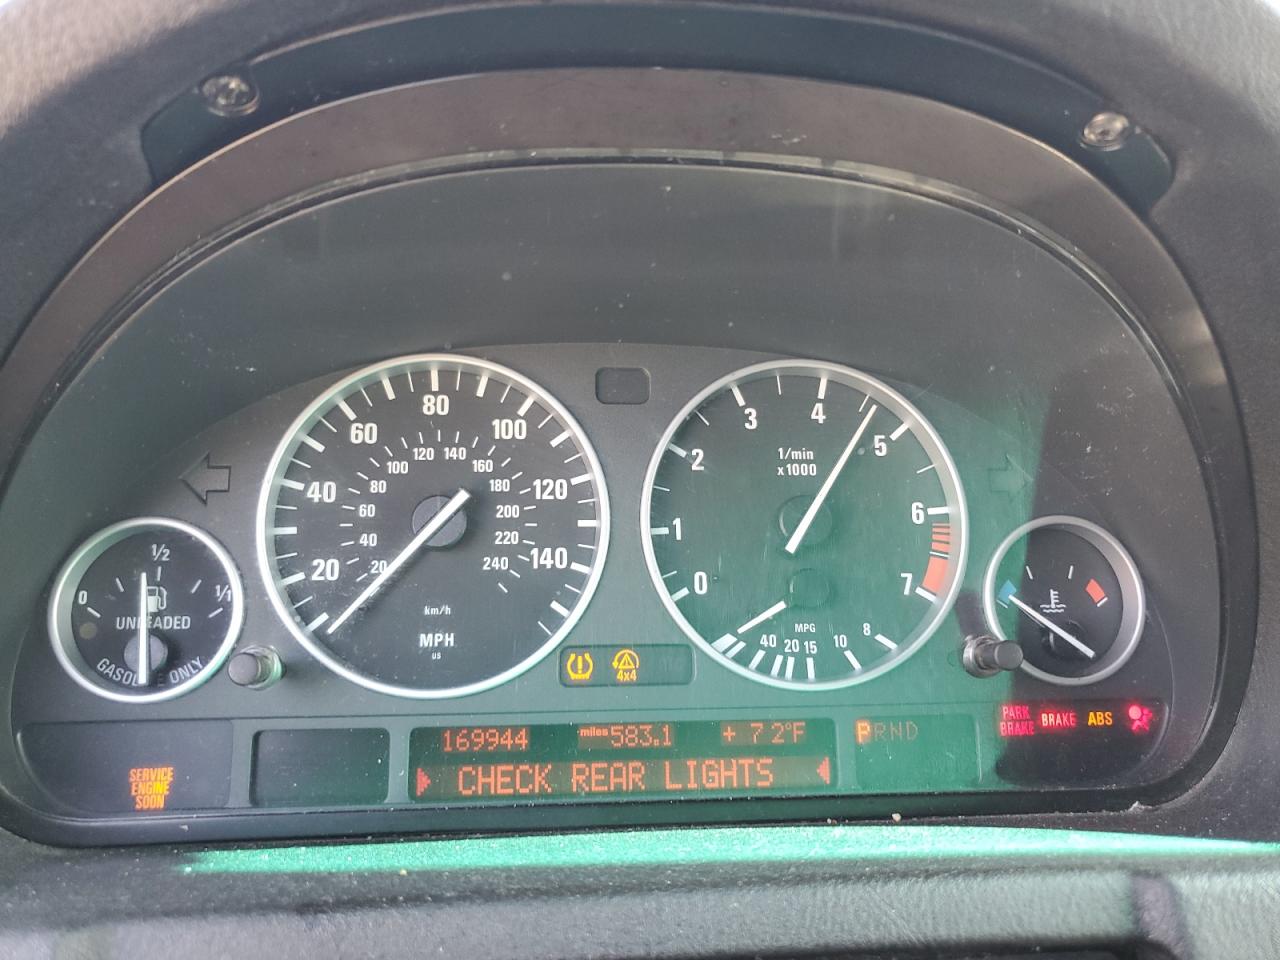 0
1/2
1/1
UNLEADED
GASOLINE ONLY
20
40
60
80
100
120
140
20
40
60
80
100
120
140
160
180
200
220
240
km/h
MPH
us
0
1
2
3
4
5
6
7
1/min
x1000
MPG
40
20
15
10
8
4x4
PARK
BRAKE
BRAKE
ABS
SERVICE
ENGINE
SOON
169944
miles 583.1
+ 72°F
PRND
CHECK REAR LIGHTS